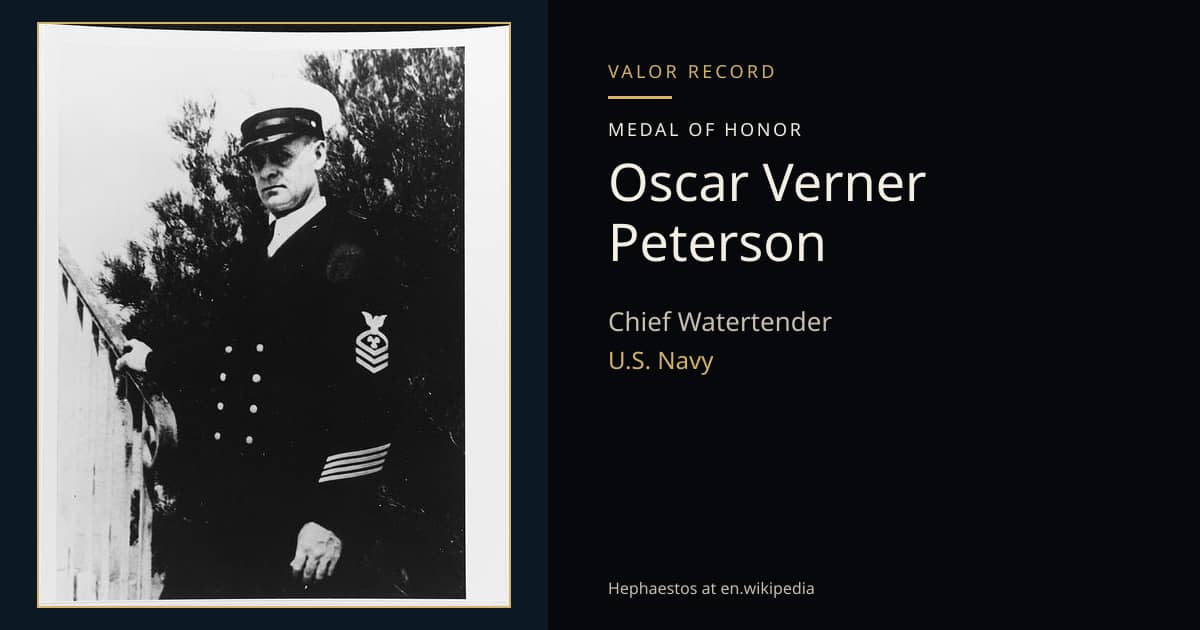 VALOR RECORD
MEDAL OF HONOR
Oscar Verner
Peterson
Chief Watertender
U.S. Navy
Hephaestos at en.wikipedia